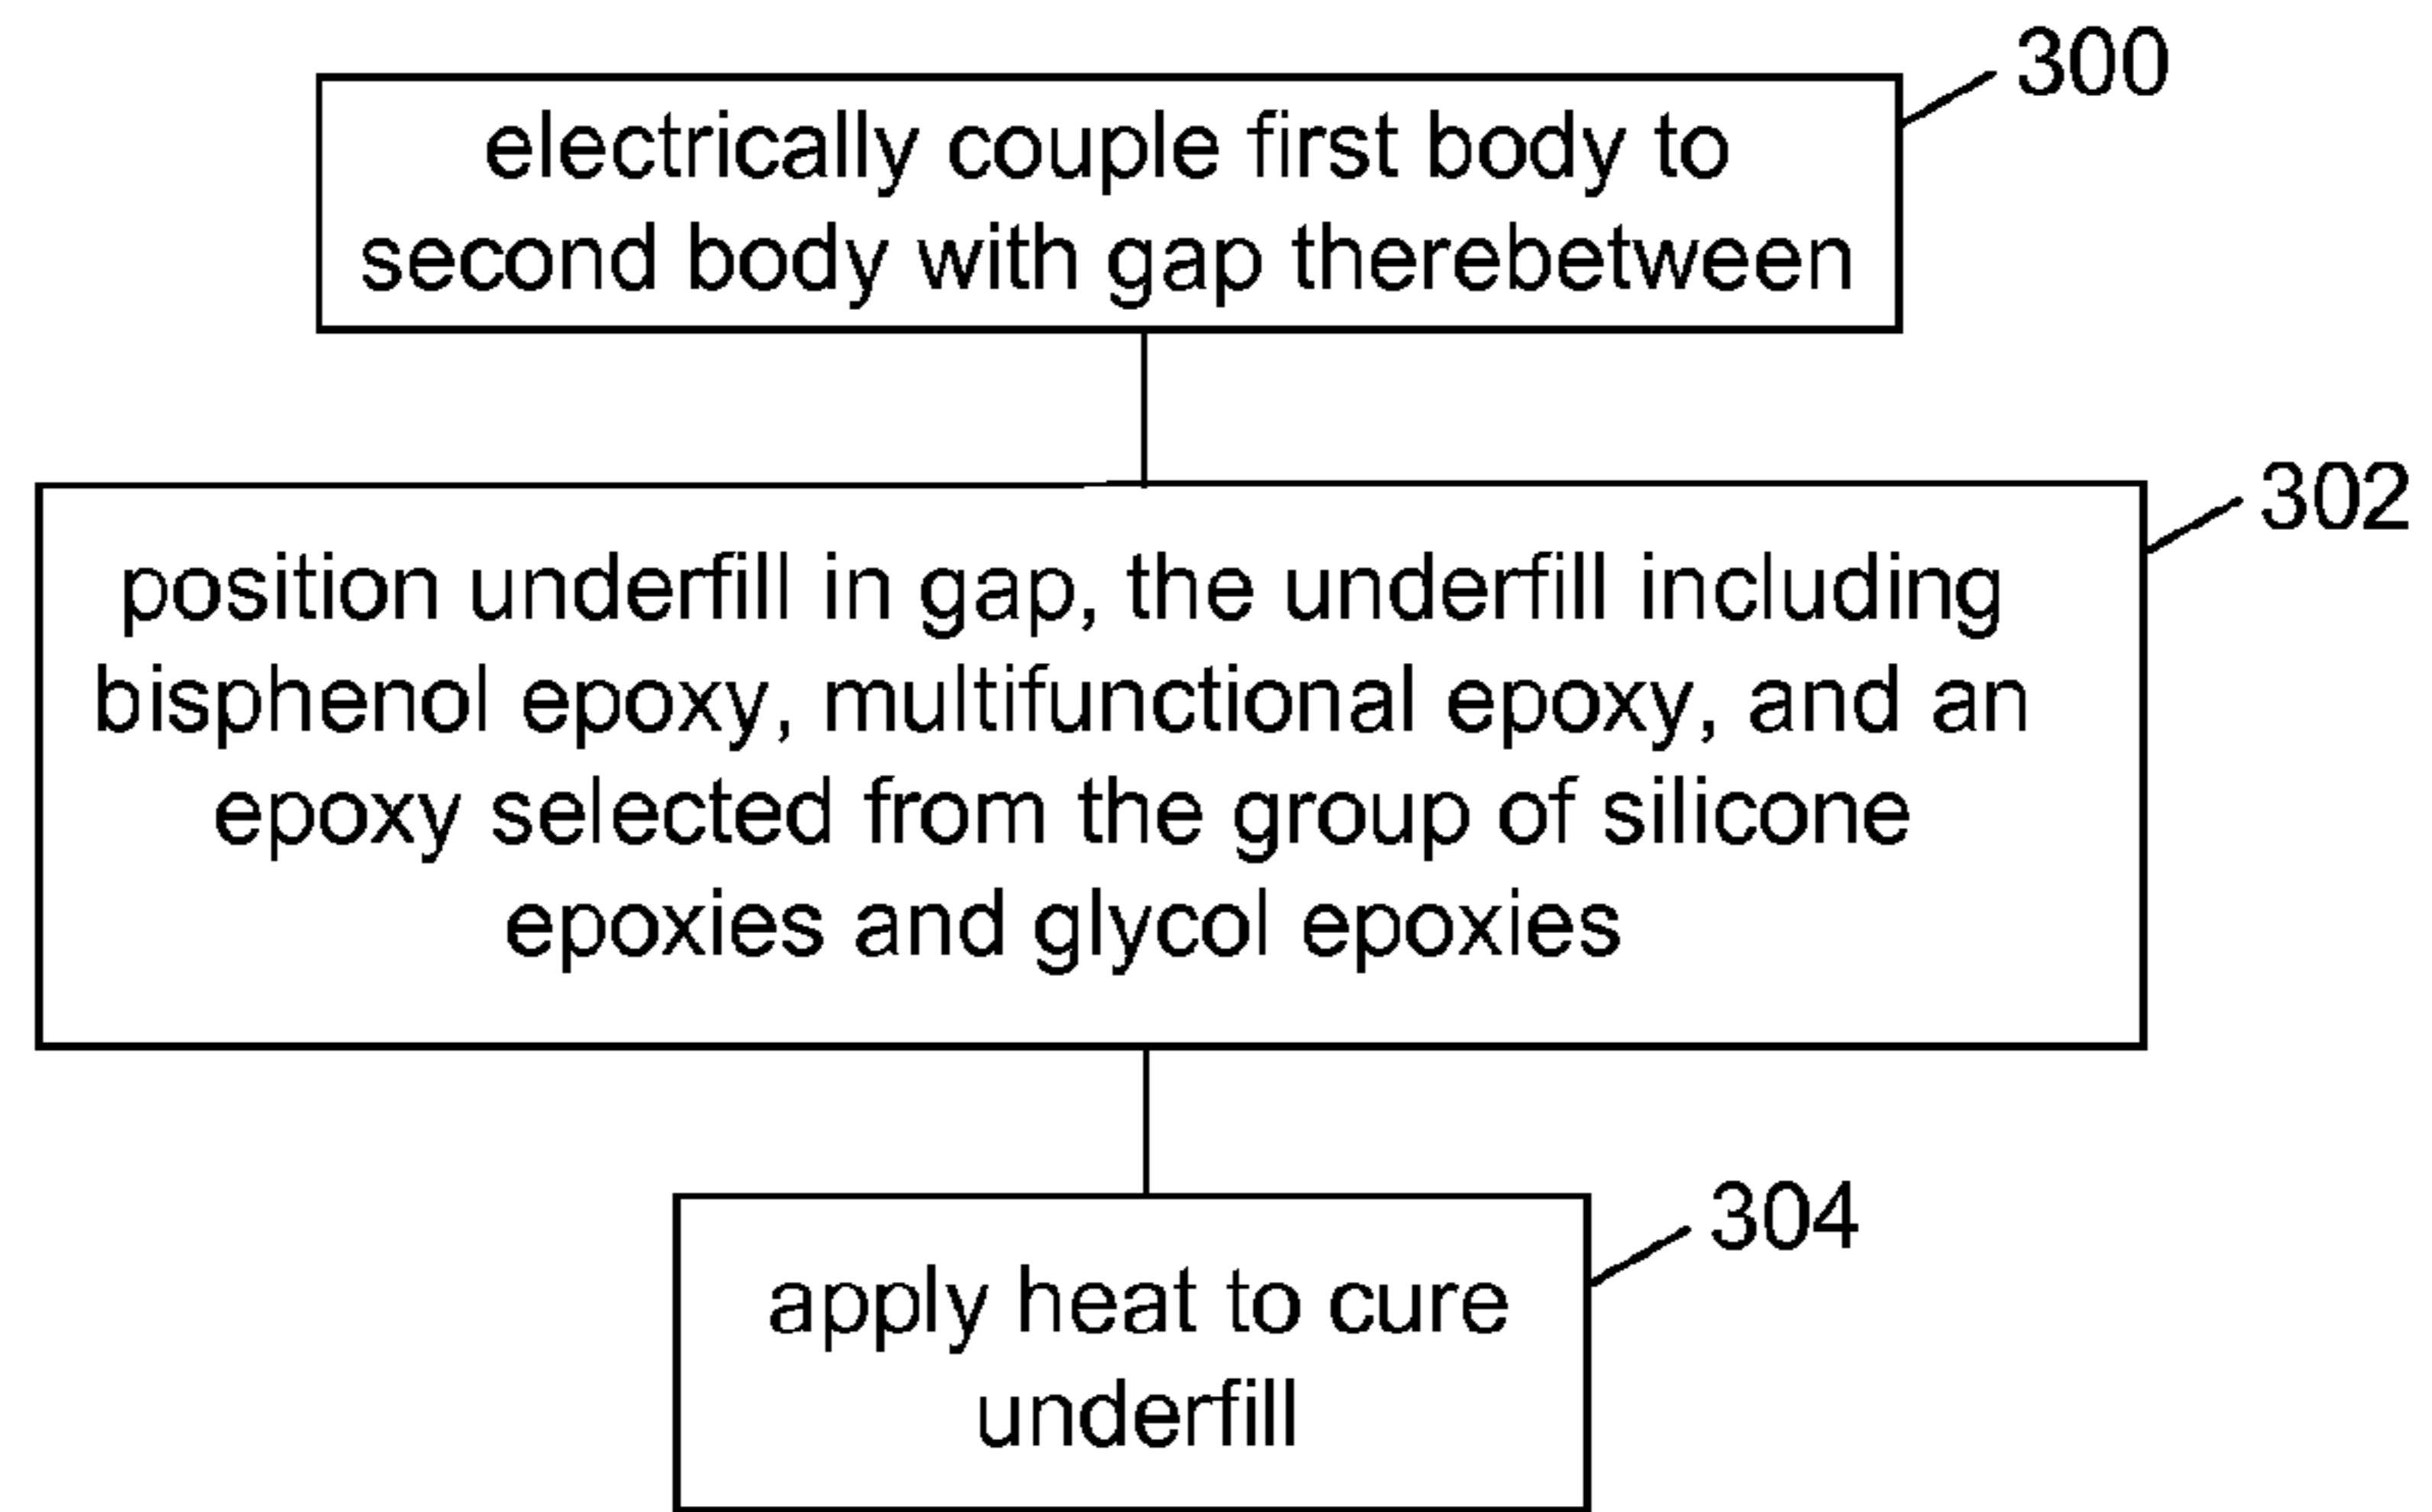 300
electrically couple first body to
second body with gap therebetween
302
position underfill in gap, the underfill including
bisphenol epoxy, multifunctional epoxy, and an
epoxy selected from the group of silicone
epoxies and glycol epoxies
304
apply heat to cure
underfill